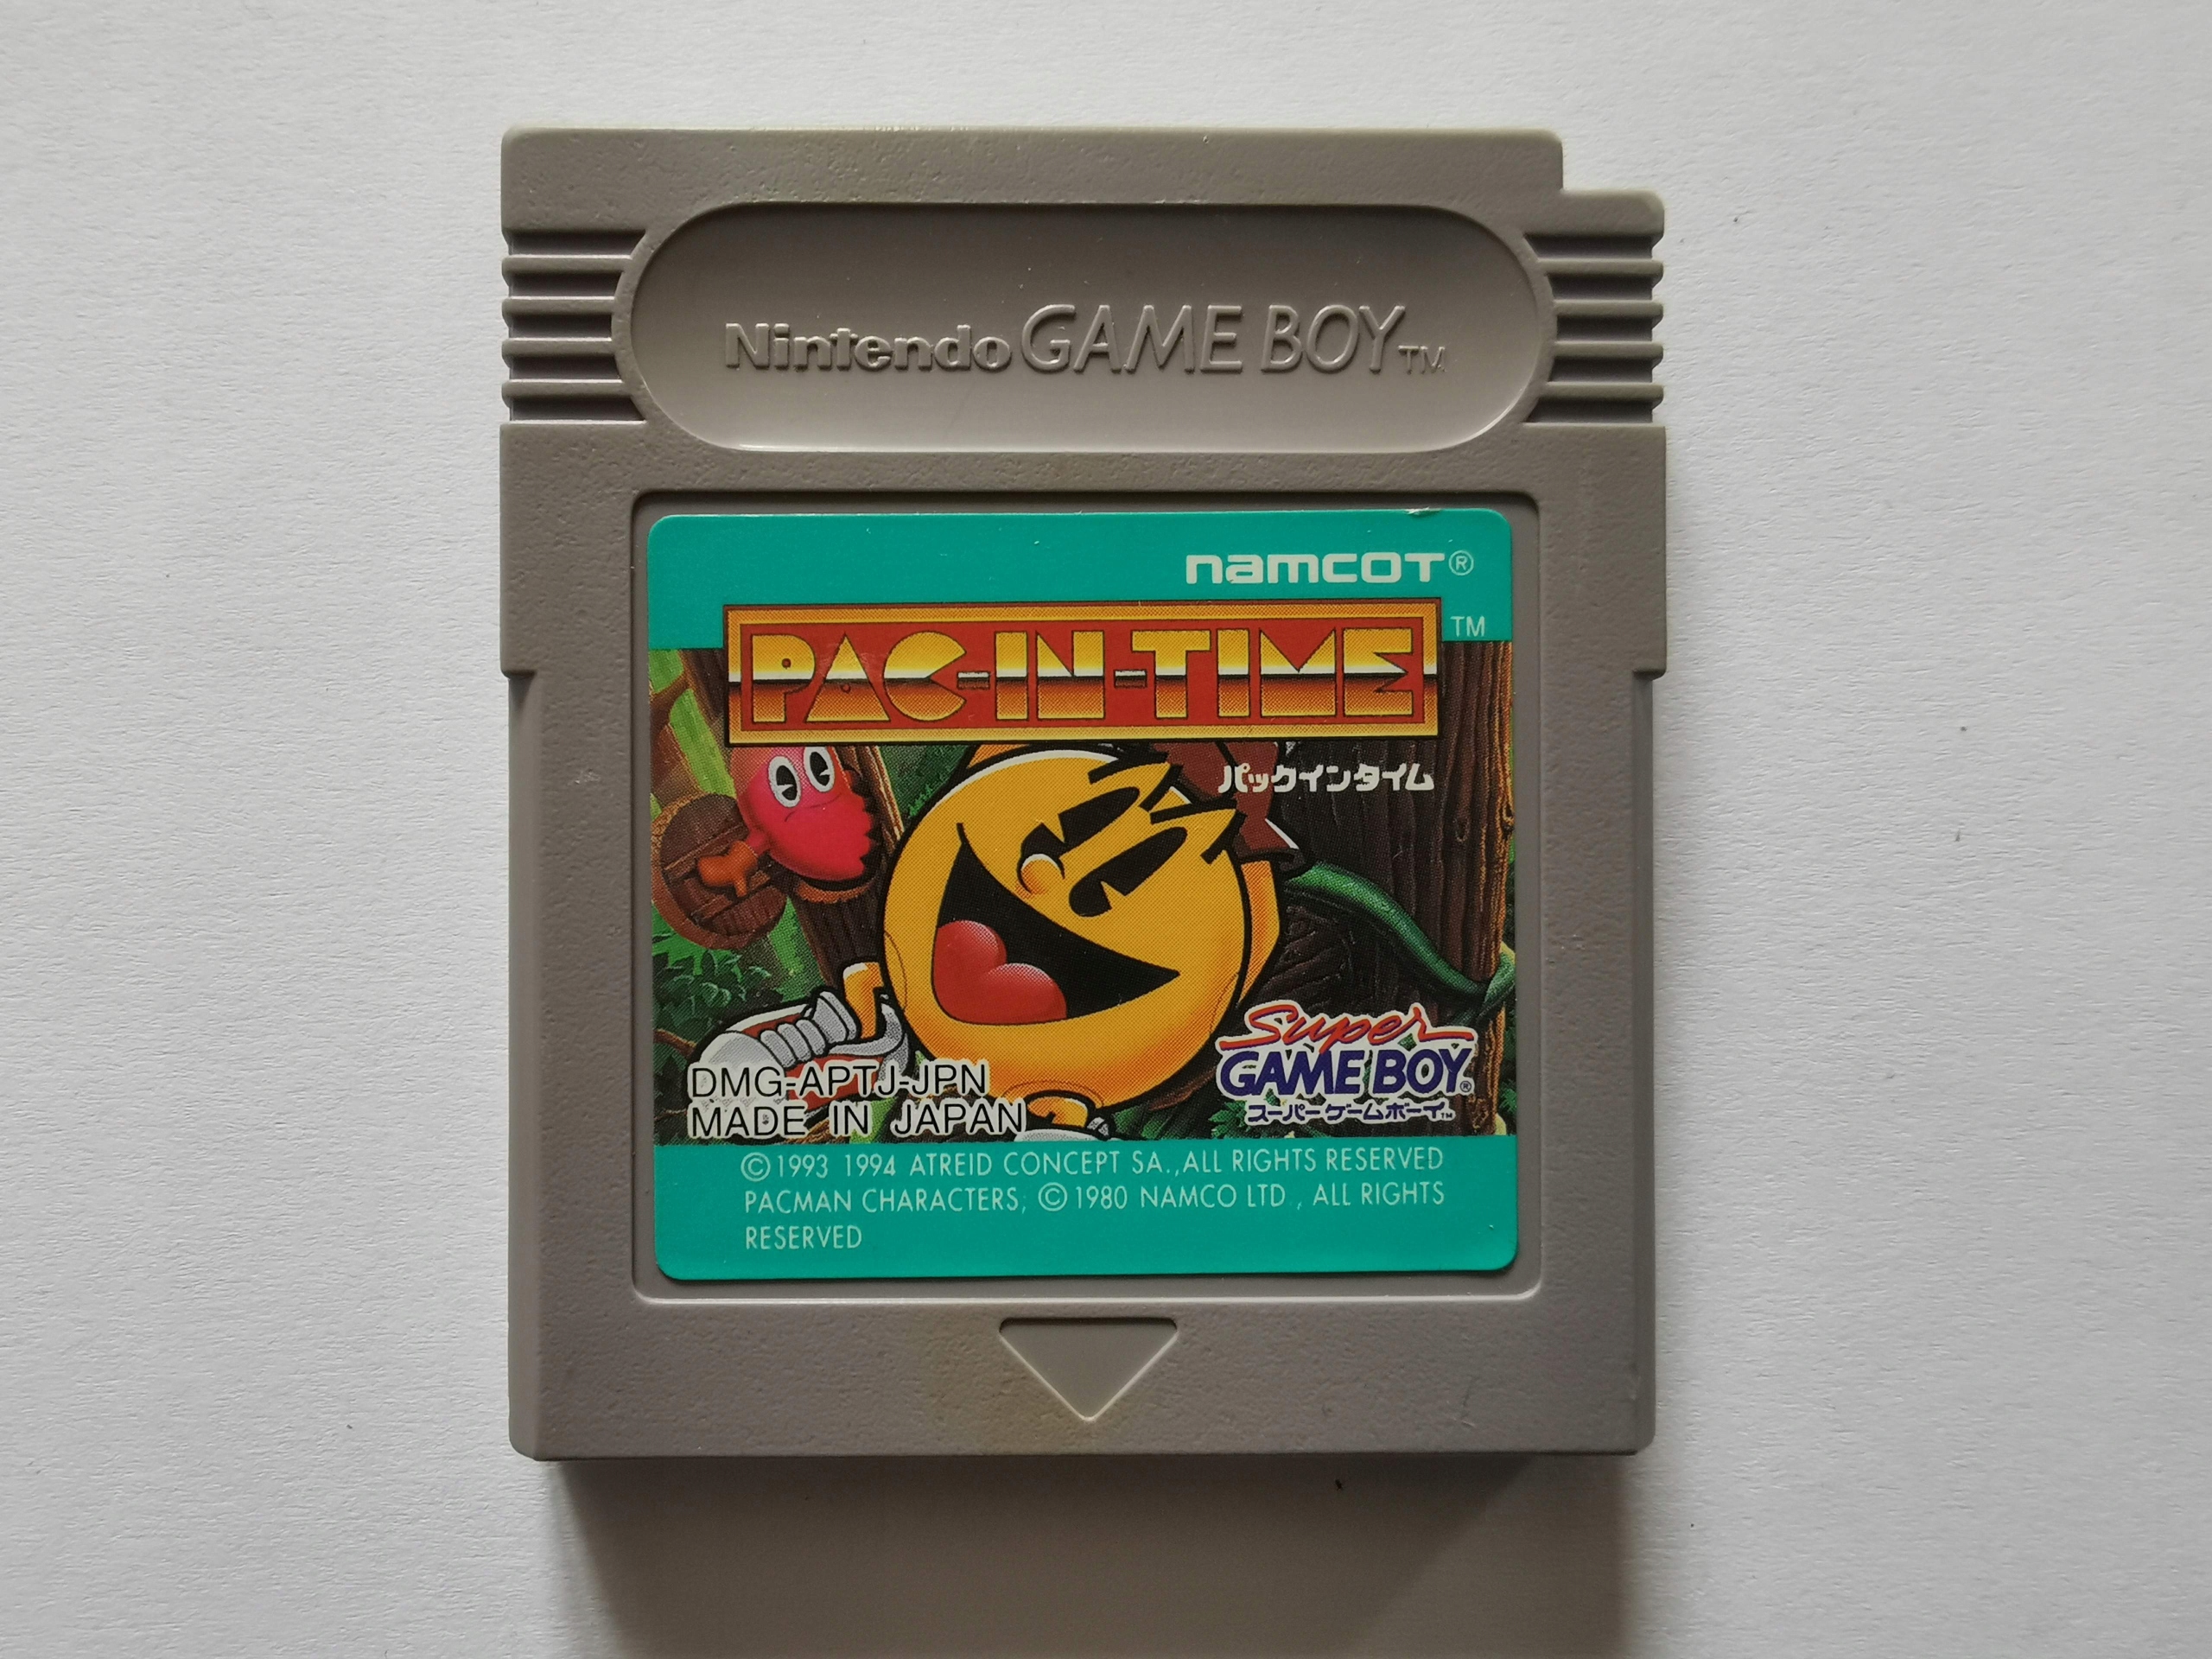 Nintendo GAME BOY™
namcot®
PAC-IN-TIME™
パックインタイム
Super
GAME BOY®
スーパーゲームボーイ™
DMG-APTJ-JPN
MADE IN JAPAN
©1993 1994 ATREID CONCEPT SA.,ALL RIGHTS RESERVED
PACMAN CHARACTERS; ©1980 NAMCO LTD., ALL RIGHTS
RESERVED